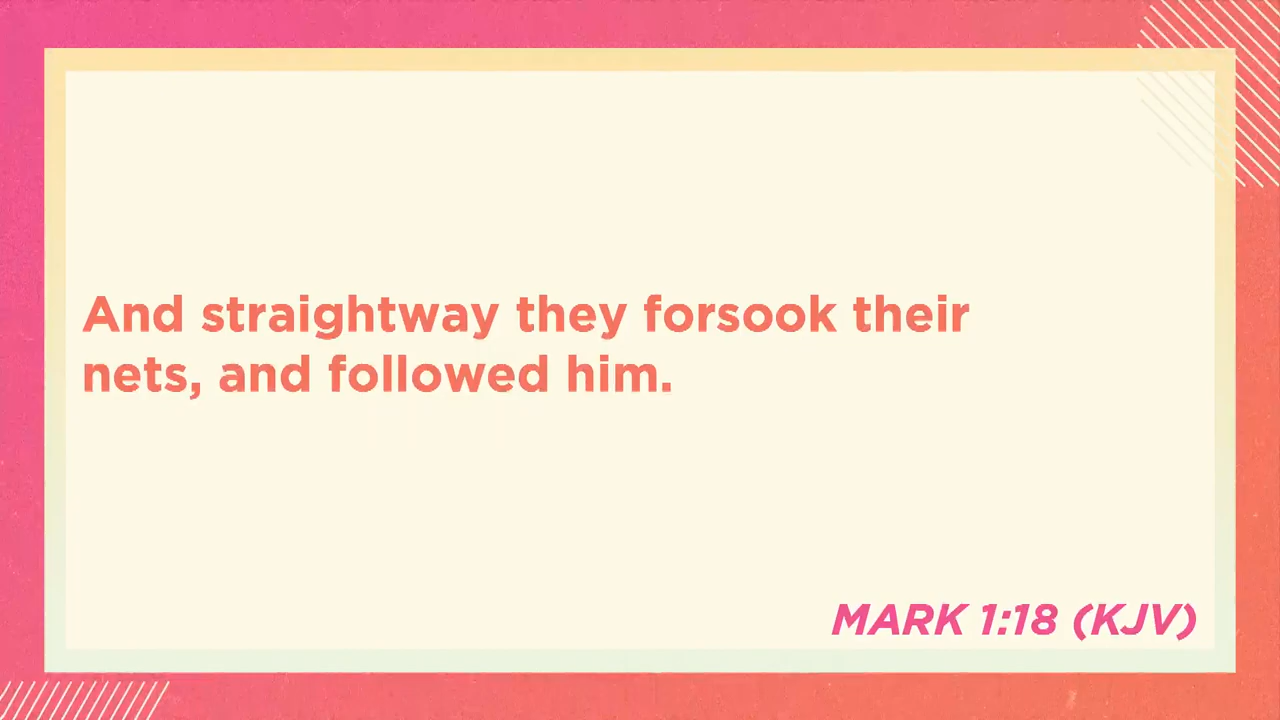 And straightway they forsook their
nets, and followed him.
MARK 1:18 (KJV)